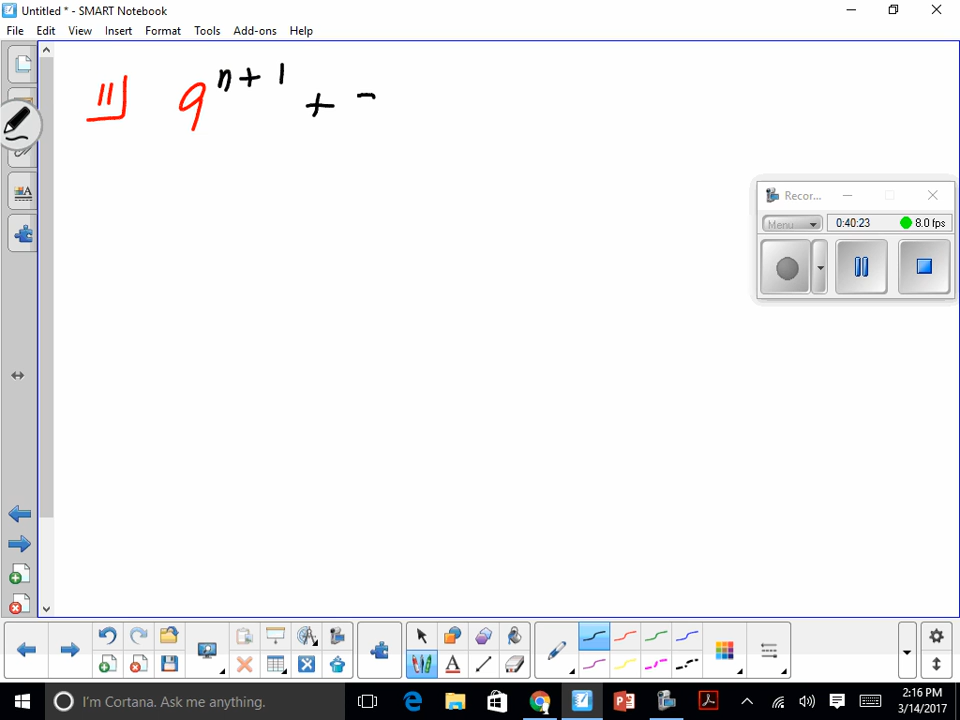 Untitled * - SMART Notebook
File Edit View Insert Format Tools Add-ons Help
11 9^{n+1} +
Recor...
Menu 0:40:23 8.0 fps
I'm Cortana. Ask me anything.
2:16 PM
3/14/2017